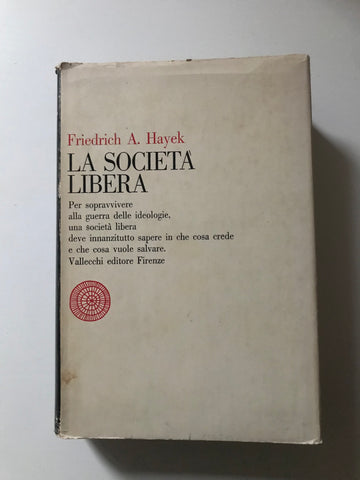 Friedrich A. Hayek
LA SOCIETÀ
LIBERA
Per sopravvivere
alla guerra delle ideologie,
una società libera
deve innanzitutto sapere in che cosa crede
e che cosa vuole salvare.
Vallecchi editore Firenze